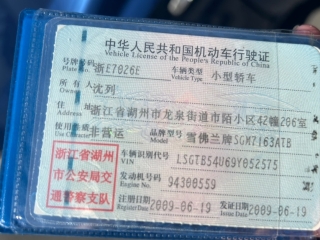 中华人民共和国机动车行驶证
Vehicle License of the People's Republic of China
号牌号码 浙E7026E 车辆类型 小型轿车
Plate No. Vehicle Type
所有人 沈列
Owner
住址 浙江省湖州市龙泉街道市陌小区42幢206室
Address
使用性质 非营运 品牌型号 雪佛兰牌SGM7163ATB
Use Character Model
浙江省湖州
市公安局交
通警察支队
车辆识别代号 LSGTB54U69Y052575
VIN
发动机号码 94300559
Engine No.
注册日期 2009-06-19 发证日期 2009-06-19
Register Date Issue Date